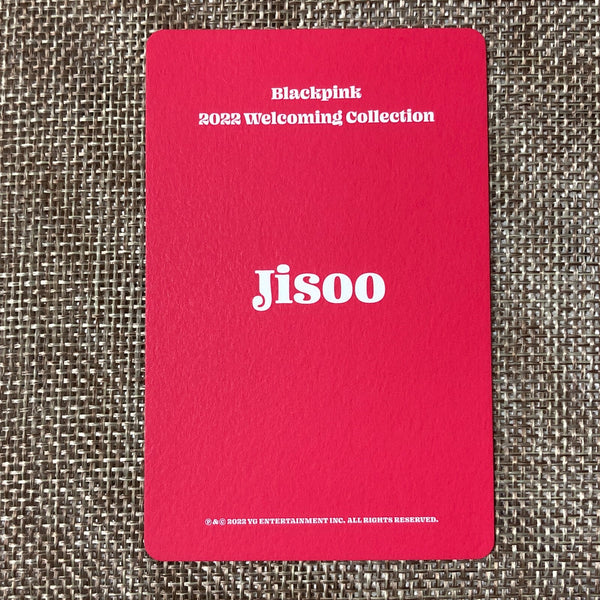 Blackpink
2022 Welcoming Collection
Jisoo
℗ & © 2022 YG ENTERTAINMENT INC. ALL RIGHTS RESERVED.